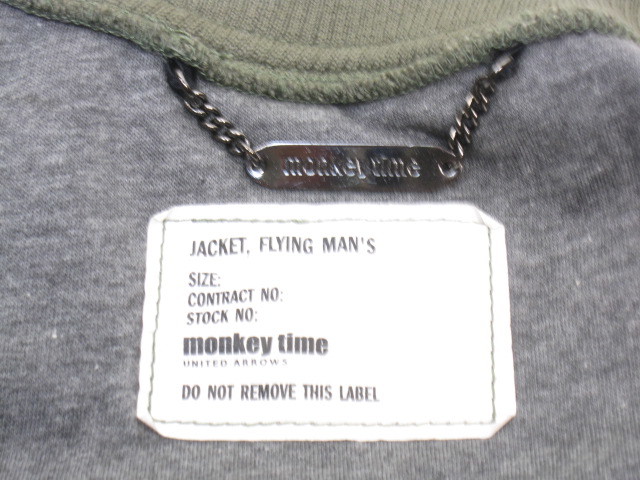 monkey time
JACKET, FLYING MAN'S
SIZE:
CONTRACT NO:
STOCK NO:
monkey time
UNITED ARROWS
DO NOT REMOVE THIS LABEL